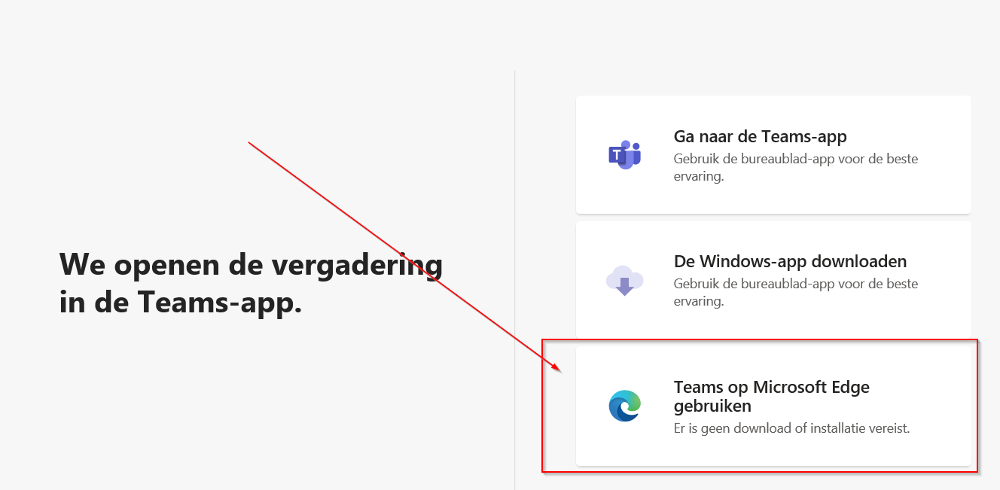 We openen de vergadering
in de Teams-app.
Ga naar de Teams-app
Gebruik de bureaublad-app voor de beste
ervaring.
De Windows-app downloaden
Gebruik de bureaublad-app voor de beste
ervaring.
Teams op Microsoft Edge
gebruiken
Er is geen download of installatie vereist.